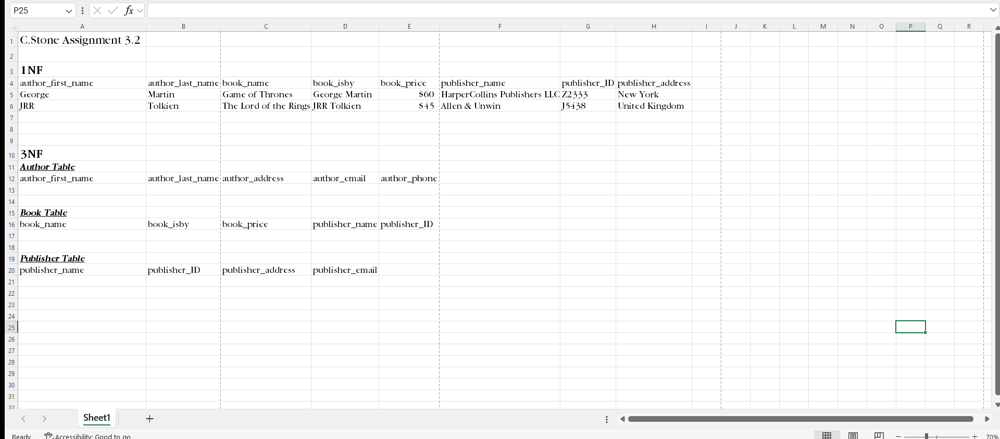 P25 fx
A B C D E F G H I J K L M N O P Q R
1 C.Stone Assignment 3.2
2
3 1NF
4 author_first_name author_last_name book_name book_isby book_price publisher_name publisher_ID publisher_address
5 George Martin Game of Thrones George Martin $60 HarperCollins Publishers LLC Z2333 New York
6 JRR Tolkien The Lord of the Rings JRR Tolkien $45 Allen & Unwin J5438 United Kingdom
7
8
9
10 3NF
11 Author Table
12 author_first_name author_last_name author_address author_email author_phone
13
14
15 Book Table
16 book_name book_isby book_price publisher_name publisher_ID
17
18
19 Publisher Table
20 publisher_name publisher_ID publisher_address publisher_email
21
22
23
24
25
26
27
28
29
30
31
32
Sheet1
Ready Accessibility: Good to go 70%